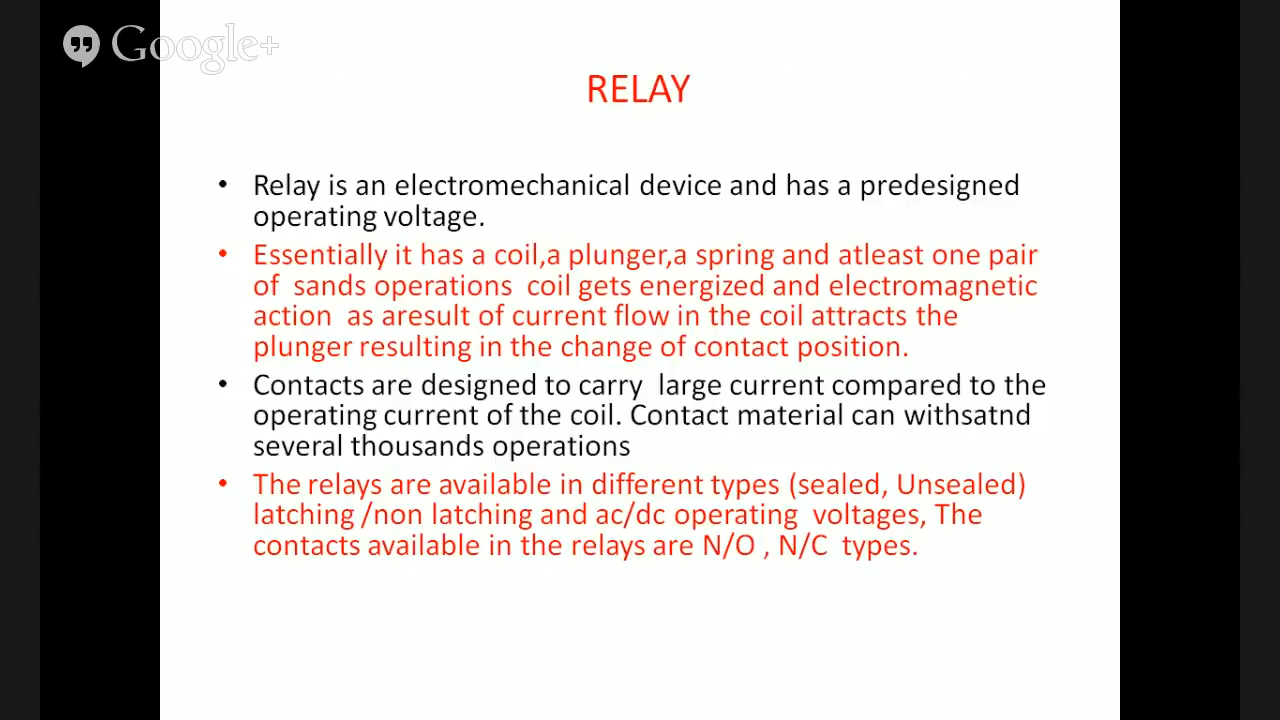 Google+
RELAY
• Relay is an electromechanical device and has a predesigned
operating voltage.
• Essentially it has a coil,a plunger,a spring and atleast one pair
of sands operations coil gets energized and electromagnetic
action as aresult of current flow in the coil attracts the
plunger resulting in the change of contact position.
• Contacts are designed to carry large current compared to the
operating current of the coil. Contact material can withsatnd
several thousands operations
• The relays are available in different types (sealed, Unsealed)
latching /non latching and ac/dc operating voltages, The
contacts available in the relays are N/O , N/C types.